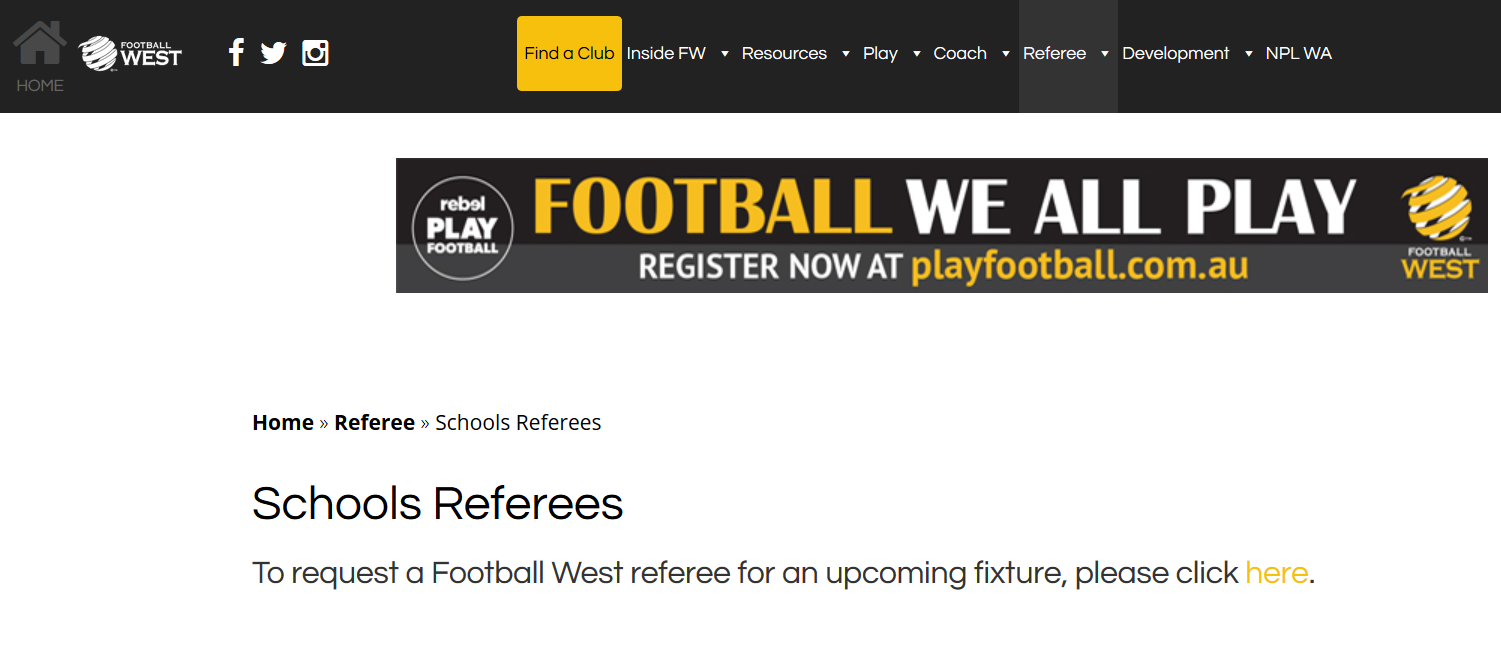 HOME
FOOTBALL
WEST
Find a Club Inside FW Resources Play Coach Referee Development NPL WA
rebel
PLAY
FOOTBALL
FOOTBALL WE ALL PLAY
REGISTER NOW AT playfootball.com.au
FOOTBALL
WEST
Home » Referee » Schools Referees
Schools Referees
To request a Football West referee for an upcoming fixture, please click here.